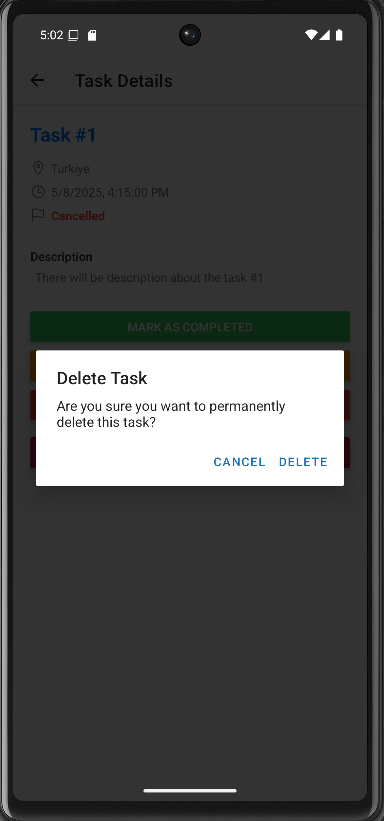 5:02
Task Details
Task #1
Turkiye
5/8/2025, 4:15:00 PM
Cancelled
Description
There will be description about the task #1
MARK AS COMPLETED
Delete Task
Are you sure you want to permanently
delete this task?
CANCEL DELETE